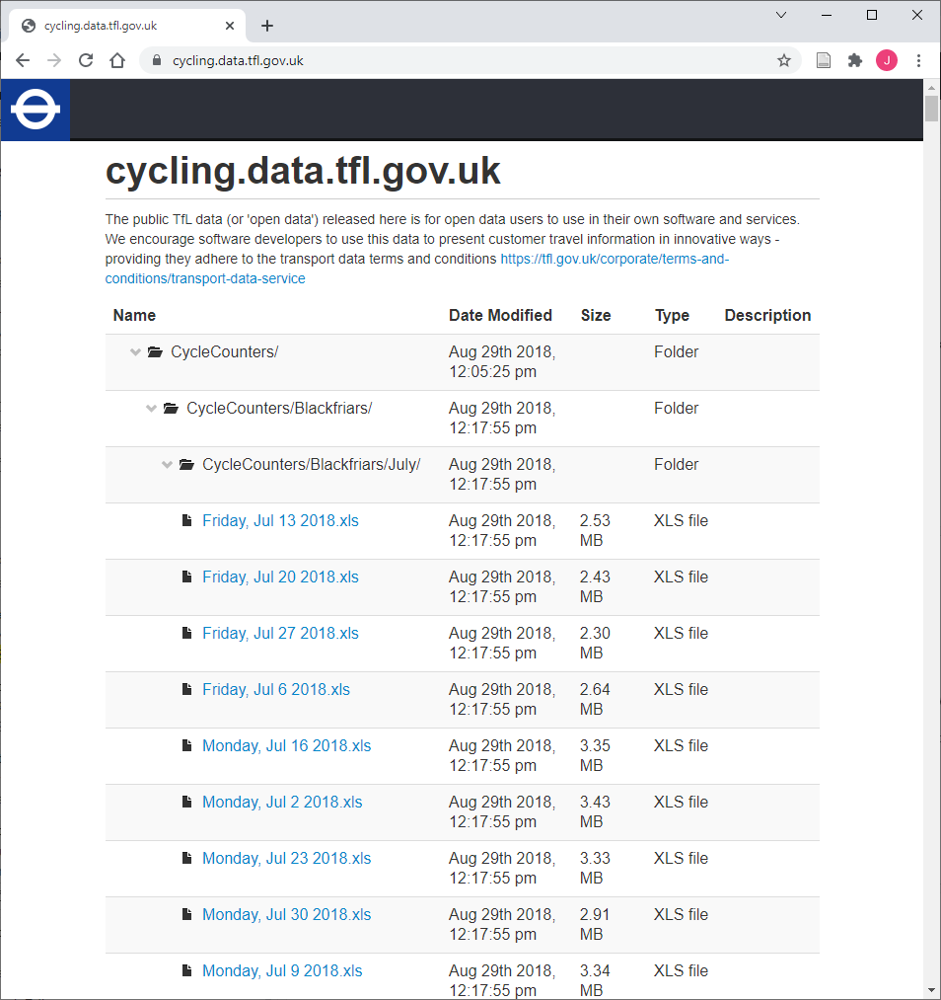 cycling.data.tfl.gov.uk
cycling.data.tfl.gov.uk
J
cycling.data.tfl.gov.uk
The public TfL data (or 'open data') released here is for open data users to use in their own software and services.
We encourage software developers to use this data to present customer travel information in innovative ways -
providing they adhere to the transport data terms and conditions https://tfl.gov.uk/corporate/terms-and-
conditions/transport-data-service
Name Date Modified Size Type Description
CycleCounters/ Aug 29th 2018, Folder
12:05:25 pm
CycleCounters/Blackfriars/ Aug 29th 2018, Folder
12:17:55 pm
CycleCounters/Blackfriars/July/ Aug 29th 2018, Folder
12:17:55 pm
Friday, Jul 13 2018.xls Aug 29th 2018, 2.53 XLS file
12:17:55 pm MB
Friday, Jul 20 2018.xls Aug 29th 2018, 2.43 XLS file
12:17:55 pm MB
Friday, Jul 27 2018.xls Aug 29th 2018, 2.30 XLS file
12:17:55 pm MB
Friday, Jul 6 2018.xls Aug 29th 2018, 2.64 XLS file
12:17:55 pm MB
Monday, Jul 16 2018.xls Aug 29th 2018, 3.35 XLS file
12:17:55 pm MB
Monday, Jul 2 2018.xls Aug 29th 2018, 3.43 XLS file
12:17:55 pm MB
Monday, Jul 23 2018.xls Aug 29th 2018, 3.33 XLS file
12:17:55 pm MB
Monday, Jul 30 2018.xls Aug 29th 2018, 2.91 XLS file
12:17:55 pm MB
Monday, Jul 9 2018.xls Aug 29th 2018, 3.34 XLS file
12:17:55 pm MB